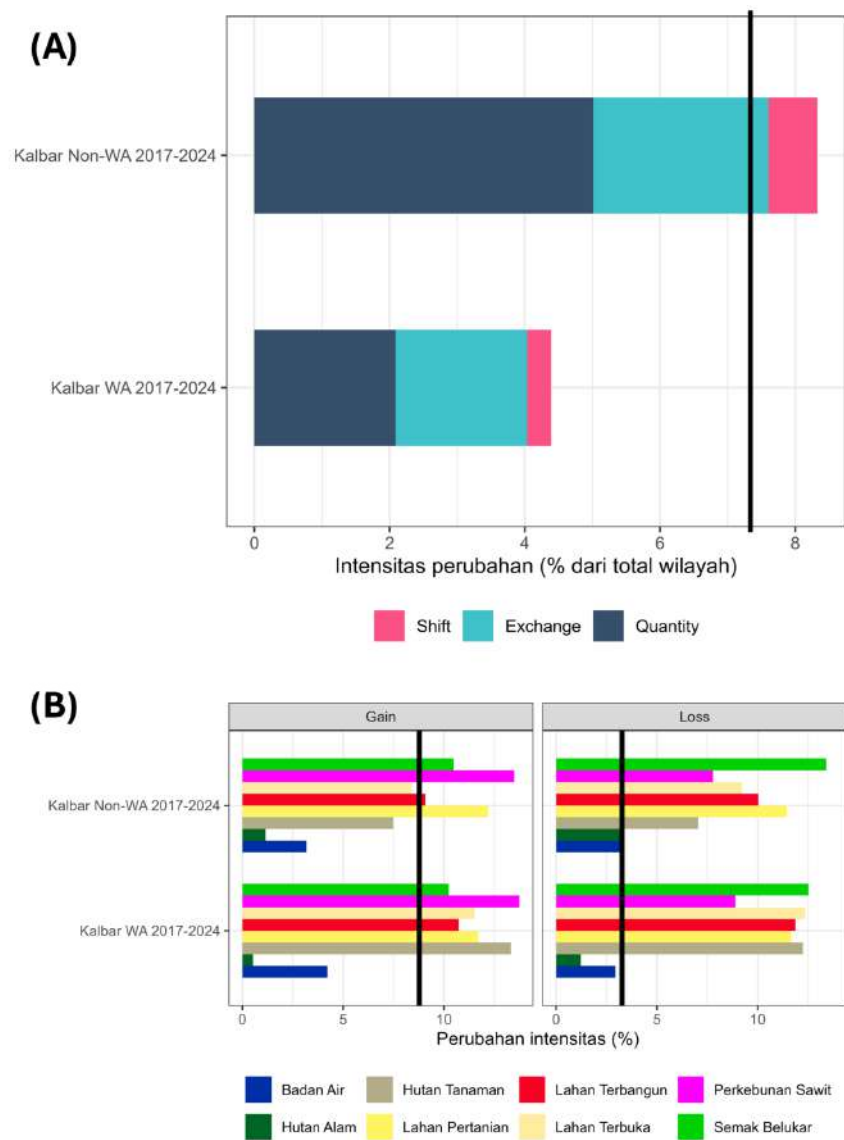 (A)
Kalbar Non-WA 2017-2024
Kalbar WA 2017-2024
0 2 4 6 8
Intensitas perubahan (% dari total wilayah)
Shift Exchange Quantity
(B)
Gain Loss
Kalbar Non-WA 2017-2024
Kalbar WA 2017-2024
0 5 10 0 5 10
Perubahan intensitas (%)
Badan Air Hutan Tanaman Lahan Terbangun Perkebunan Sawit
Hutan Alam Lahan Pertanian Lahan Terbuka Semak Belukar